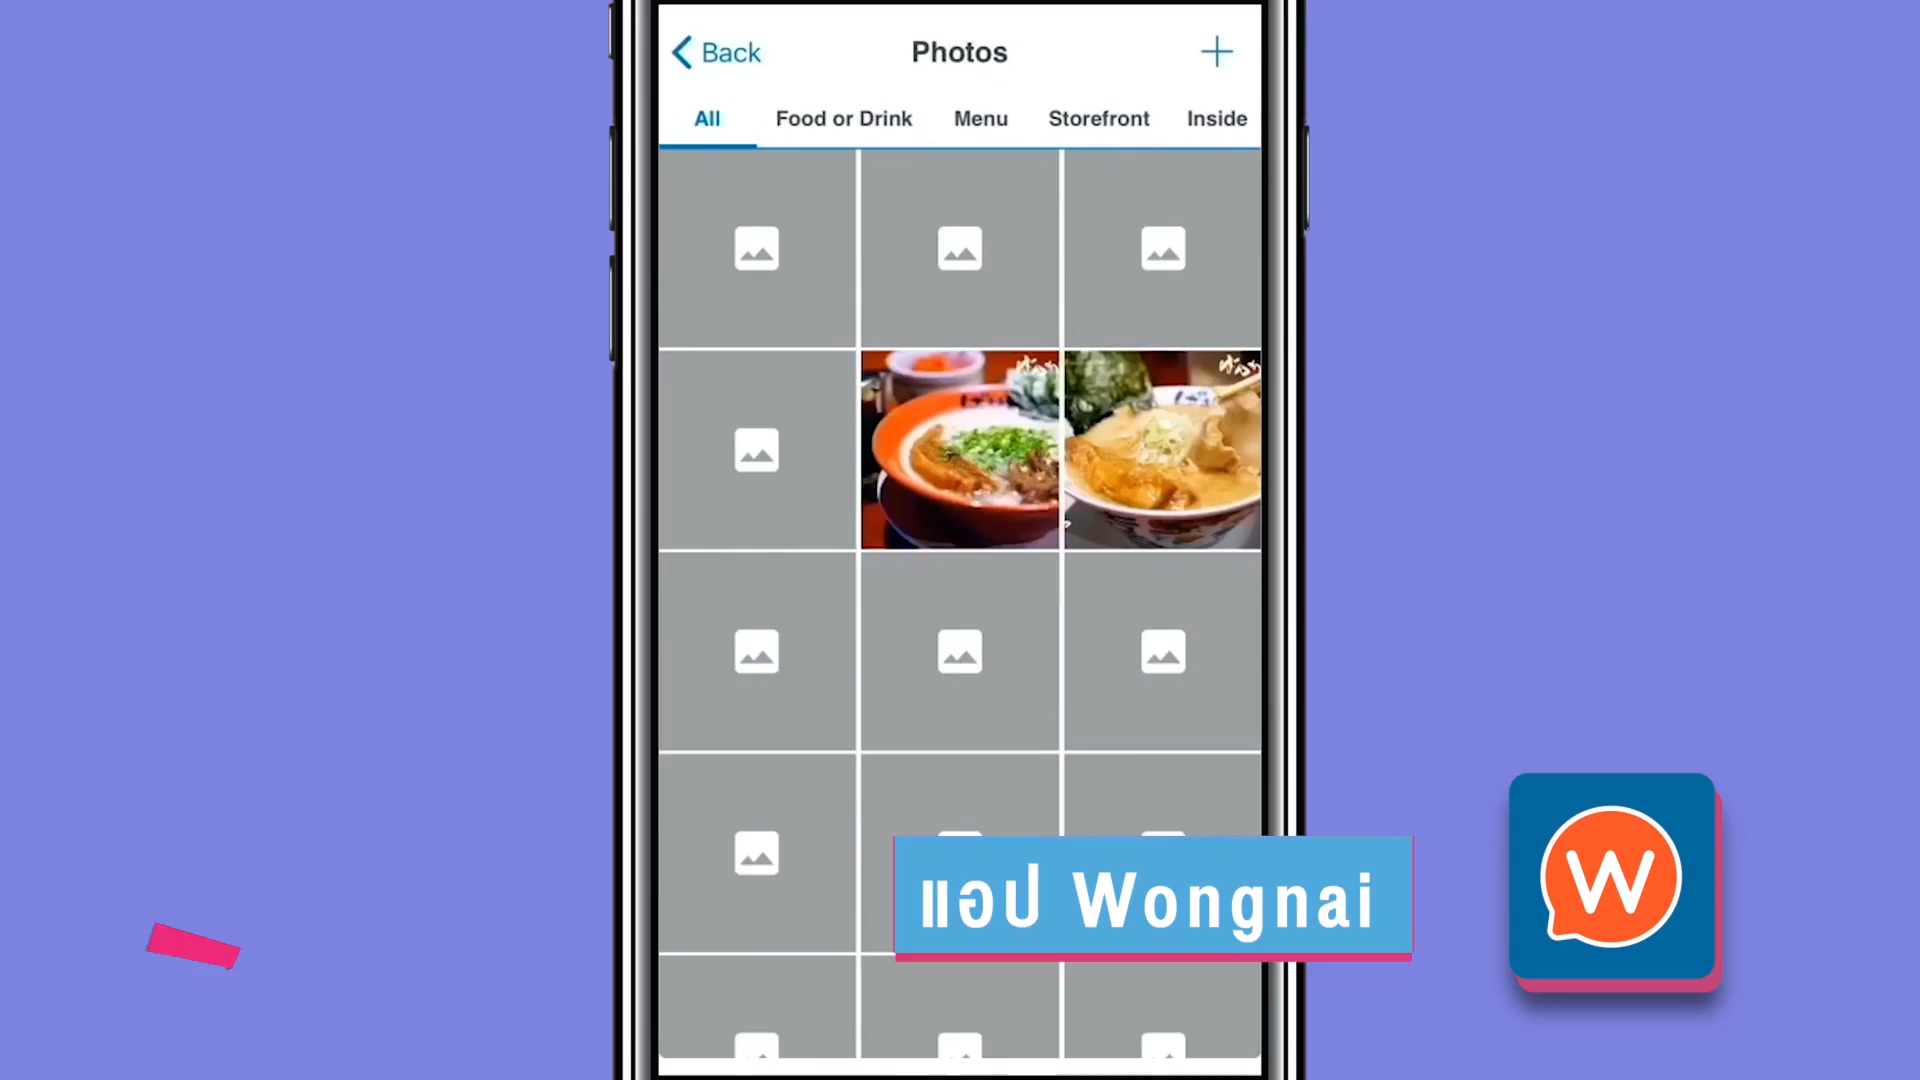 Back
Photos
All
Food or Drink
Menu
Storefront
Inside
แอป Wongnai
W